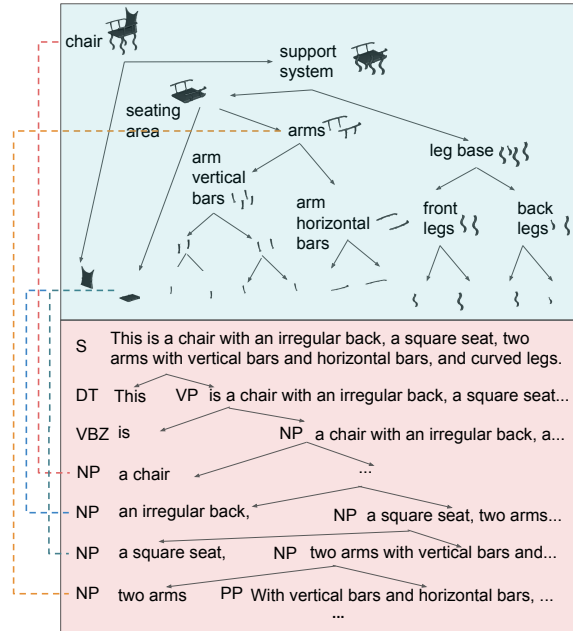 chair
support
system
seating
area
arms
leg base
arm
vertical
bars
arm
horizontal
bars
front
legs
back
legs
S This is a chair with an irregular back, a square seat, two
arms with vertical bars and horizontal bars, and curved legs.
DT This VP is a chair with an irregular back, a square seat...
VBZ is NP a chair with an irregular back, a...
NP a chair ...
NP an irregular back, NP a square seat, two arms...
NP a square seat, NP two arms with vertical bars and...
NP two arms PP With vertical bars and horizontal bars, ...
...